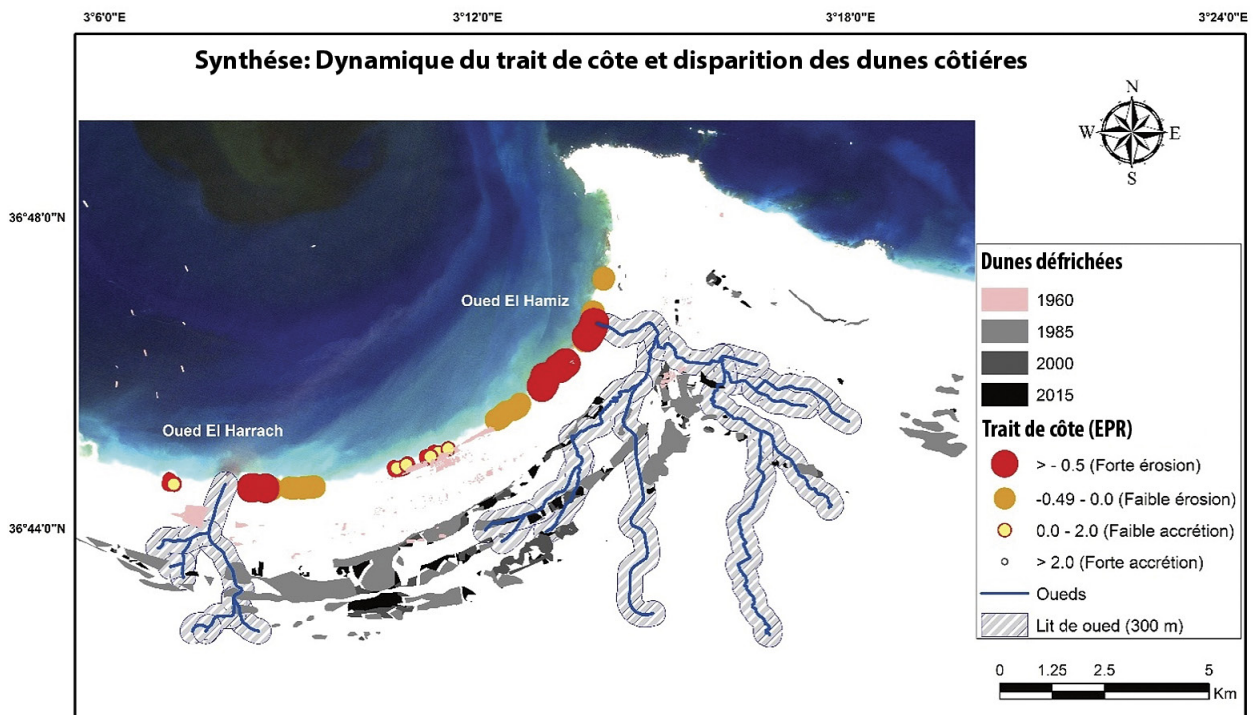 3°6'0"E 3°12'0"E 3°18'0"E 3°24'0"E
Synthése: Dynamique du trait de côte et disparition des dunes côtiéres
N
W E
S
36°48'0"N
Oued El Hamiz
Oued El Harrach
36°44'0"N
Dunes défrichées
1960
1985
2000
2015
Trait de côte (EPR)
> - 0.5 (Forte érosion)
-0.49 - 0.0 (Faible érosion)
0.0 - 2.0 (Faible accrétion)
> 2.0 (Forte accrétion)
Oueds
Lit de oued (300 m)
0 1.25 2.5 5
Km